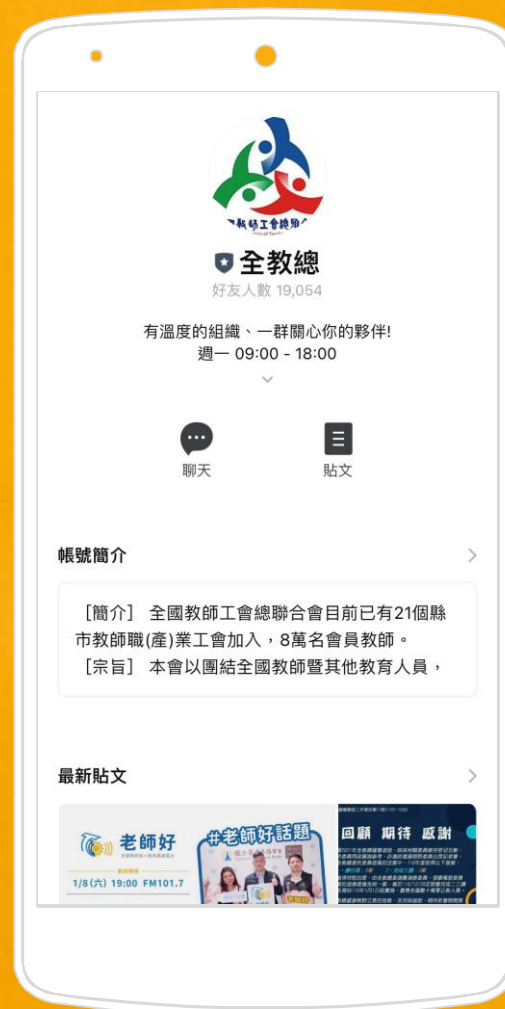 全教總
好友人數 19,054
有溫度的組織、一群關心你的夥伴!
週一 09:00 - 18:00
聊天
貼文
帳號簡介
［簡介］ 全國教師工會總聯合會目前已有21個縣
市教師職(產)業工會加入，8萬名會員教師。
［宗旨］ 本會以團結全國教師暨其他教育人員，
最新貼文
老師好
1/8(六) 19:00 FM101.7
#老師好話題
回顧 期待 感謝